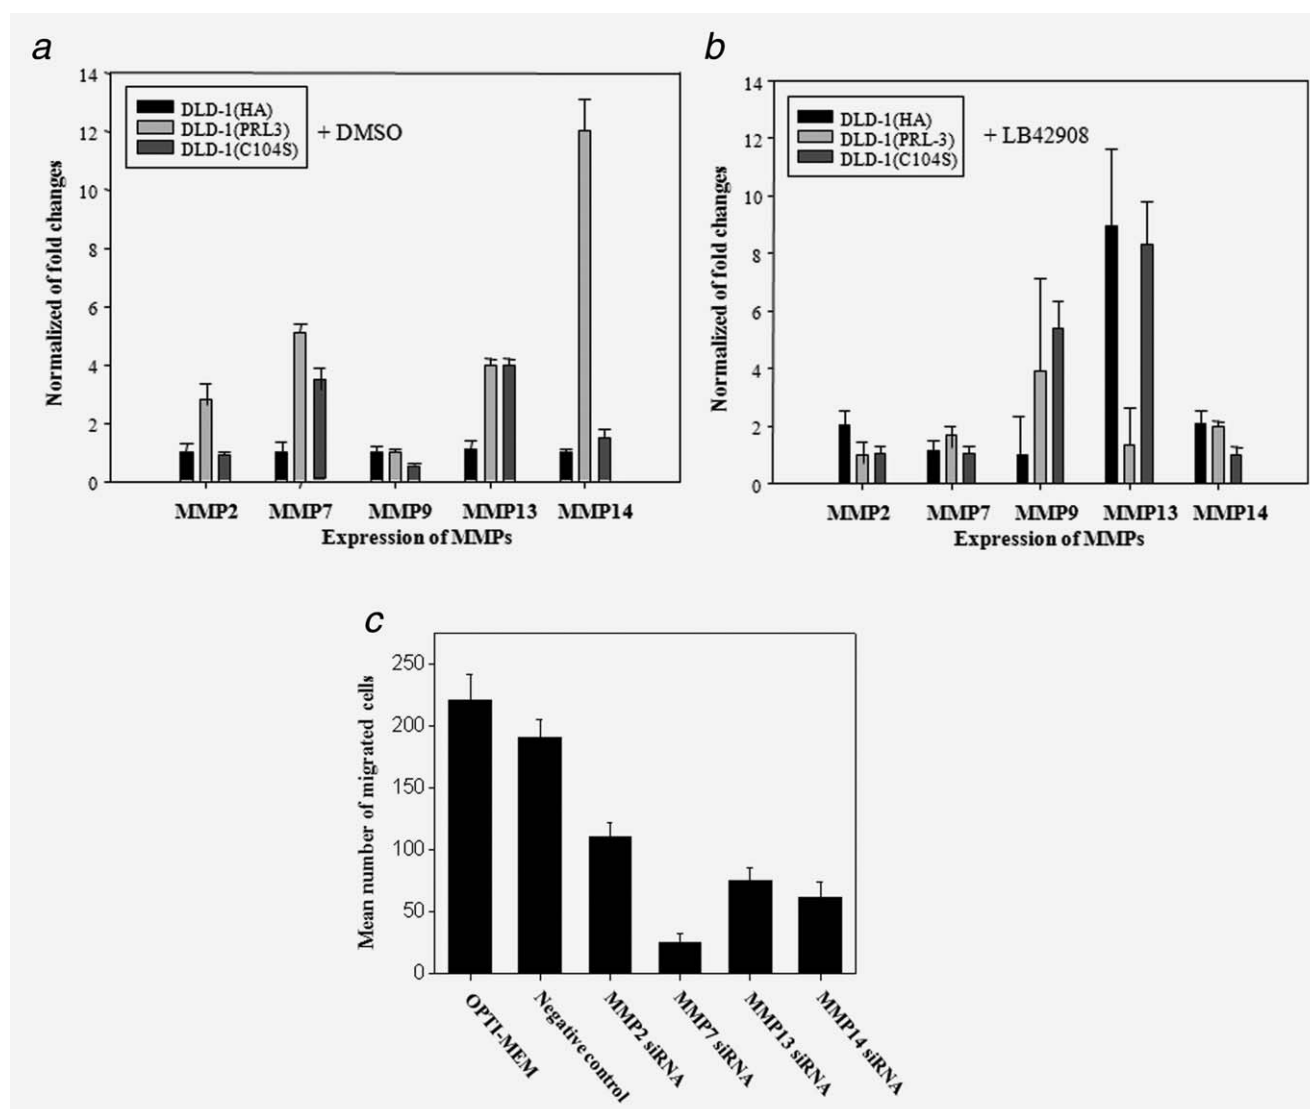 a
14
12
10
8
6
4
2
0
Normalized of fold changes
DLD-1(HA)
DLD-1(PRL3)
DLD-1(C104S)
+ DMSO
MMP2 MMP7 MMP9 MMP13 MMP14
Expression of MMPs
b
14
12
10
8
6
4
2
0
Normalized of fold changes
DLD-1(HA)
DLD-1(PRL-3)
DLD-1(C104S)
+ LB42908
MMP2 MMP7 MMP9 MMP13 MMP14
Expression of MMPs
c
250
200
150
100
50
0
Mean number of migrated cells
OPTI-MEM
Negative control
MMP2 siRNA
MMP7 siRNA
MMP13 siRNA
MMP14 siRNA